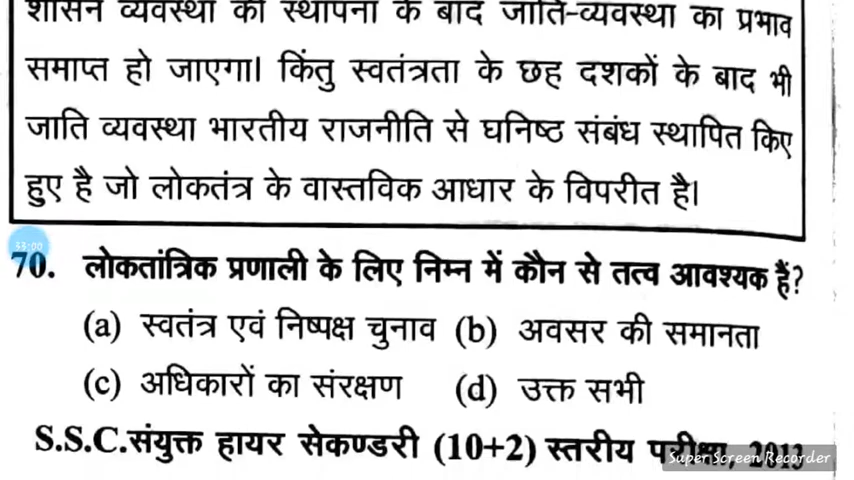 शासन व्यवस्था की स्थापना के बाद जाति-व्यवस्था का प्रभाव
समाप्त हो जाएगा। किंतु स्वतंत्रता के छह दशकों के बाद भी
जाति व्यवस्था भारतीय राजनीति से घनिष्ठ संबंध स्थापित किए
हुए है जो लोकतंत्र के वास्तविक आधार के विपरीत है।
53:00
70. लोकतांत्रिक प्रणाली के लिए निम्न में कौन से तत्व आवश्यक हैं?
(a) स्वतंत्र एवं निष्पक्ष चुनाव (b) अवसर की समानता
(c) अधिकारों का संरक्षण (d) उक्त सभी
S.S.C.संयुक्त हायर सेकण्डरी (10+2) स्तरीय परीक्षा, 2013
Super Screen Recorder